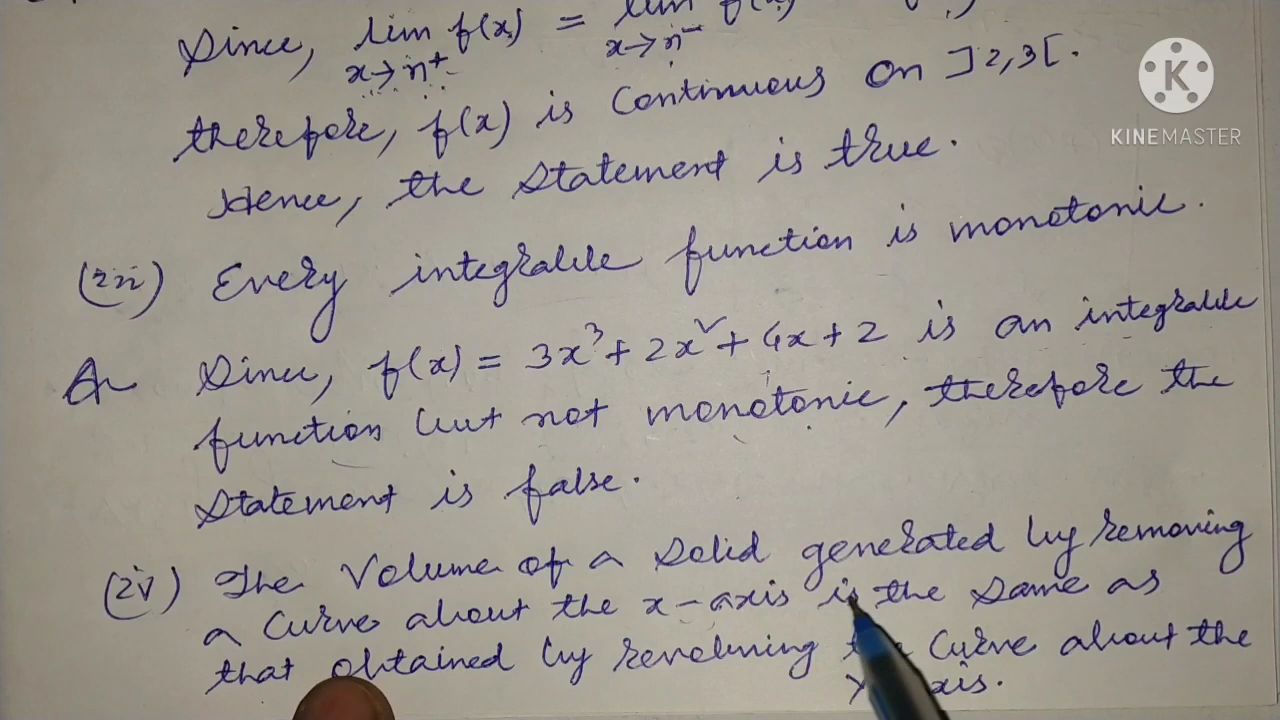 Since, lim f(x) = lim
x→n+ x→n-
therefore, f(x) is Continuous on ]2,3[.
Hence, the Statement is true.
Every integrable function is monotonic.
Since, f(x) = 3x³ + 2x² + 4x + 2 is an integrable
function but not monotonic, therefore the
Statement is false.
(iv) The Volume of a Solid generated by removing
a Curve about the x-axis is the same as
that obtained by revolving the Curve about the
axis.
K
KINEMASTER